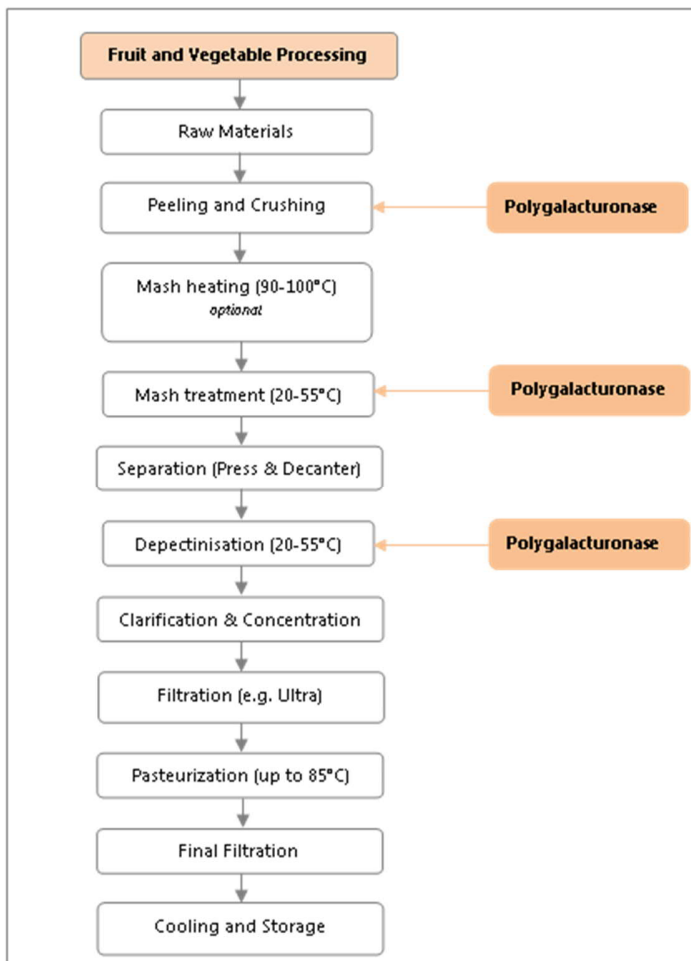 Fruit and Vegetable Processing
Raw Materials
Peeling and Crushing
Polygalacturonase
Mash heating (90-100°C)
optional
Mash treatment (20-55°C)
Polygalacturonase
Separation (Press & Decanter)
Depectinisation (20-55°C)
Polygalacturonase
Clarification & Concentration
Filtration (e.g. Ultra)
Pasteurization (up to 85°C)
Final Filtration
Cooling and Storage